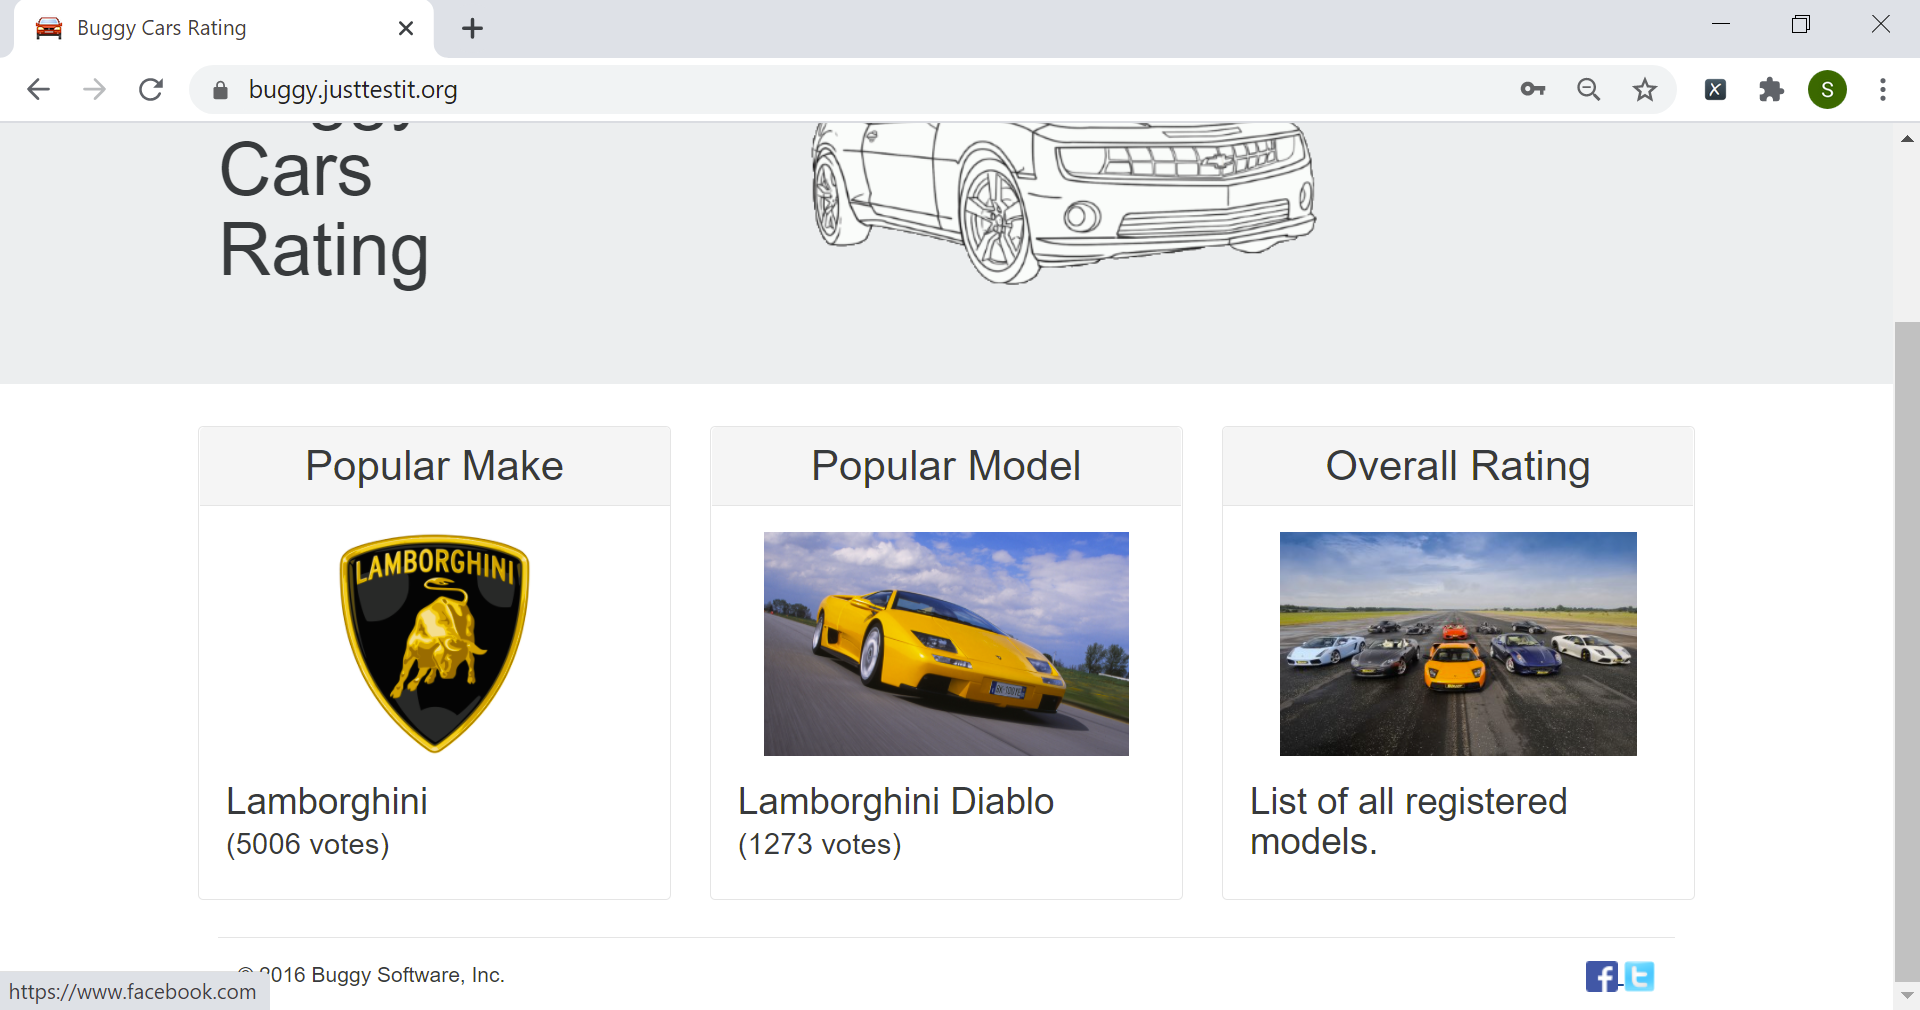 Buggy Cars Rating
buggy.justtestit.org
S
Cars
Rating
Popular Make
Popular Model
Overall Rating
LAMBORGHINI
Lamborghini
(5006 votes)
Lamborghini Diablo
(1273 votes)
List of all registered
models.
© 2016 Buggy Software, Inc.
https://www.facebook.com